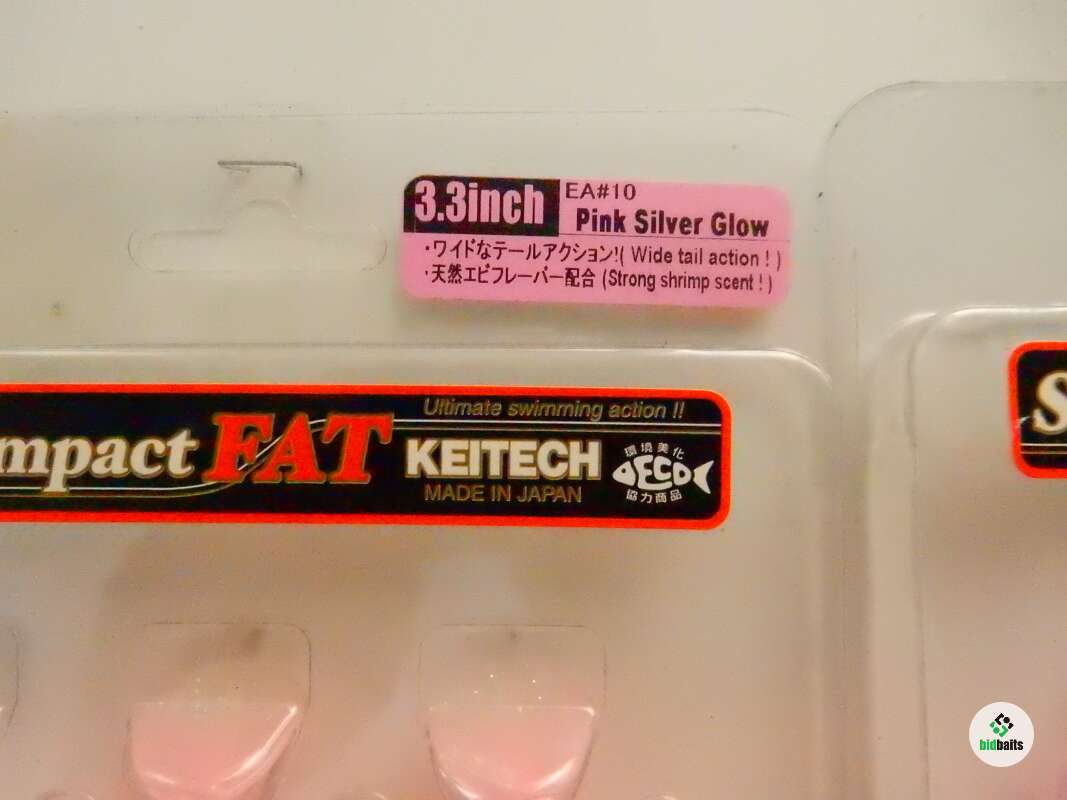 3.3inch
EA#10
Pink Silver Glow
・ワイドなテールアクション!( Wide tail action ! )
・天然エビフレーバー配合 (Strong shrimp scent ! )
Ultimate swimming action !!
mpact FAT KEITECH
MADE IN JAPAN
環境美化
ECO
協力商品
S
bidbaits